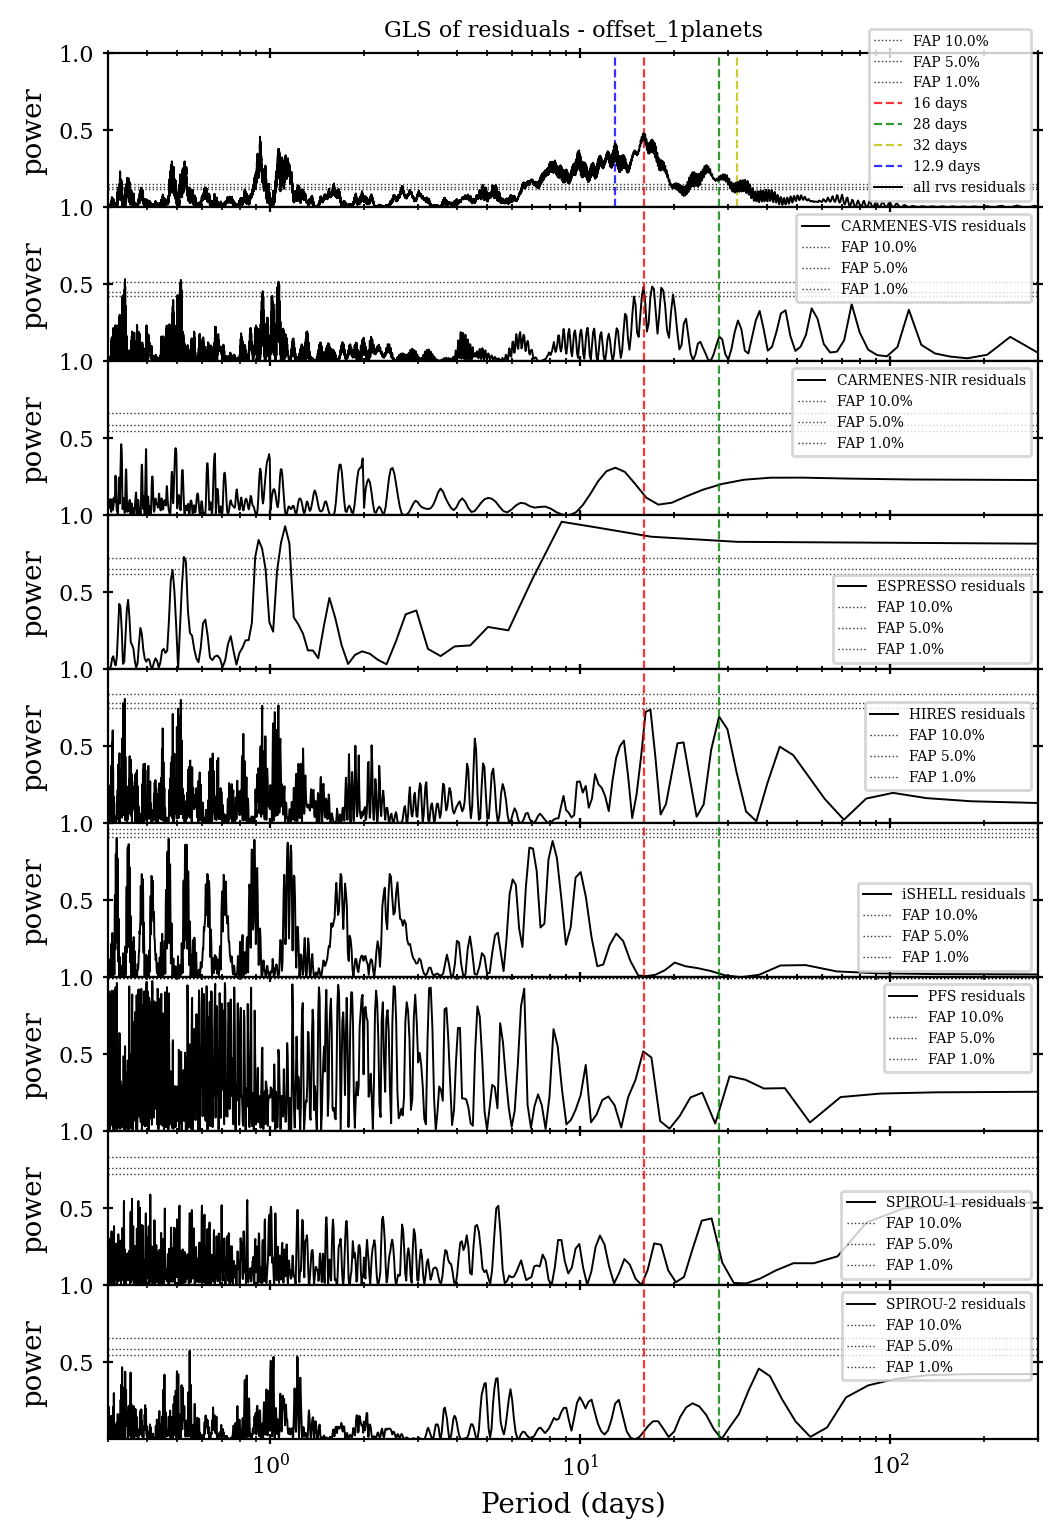 GLS of residuals - offset_1planets
FAP 10.0%
FAP 5.0%
FAP 1.0%
16 days
28 days
32 days
12.9 days
all rvs residuals
1.0
0.5
power
CARMENES-VIS residuals
FAP 10.0%
FAP 5.0%
FAP 1.0%
1.0
0.5
power
CARMENES-NIR residuals
FAP 10.0%
FAP 5.0%
FAP 1.0%
1.0
0.5
power
ESPRESSO residuals
FAP 10.0%
FAP 5.0%
FAP 1.0%
1.0
0.5
power
HIRES residuals
FAP 10.0%
FAP 5.0%
FAP 1.0%
1.0
0.5
power
iSHELL residuals
FAP 10.0%
FAP 5.0%
FAP 1.0%
1.0
0.5
power
PFS residuals
FAP 10.0%
FAP 5.0%
FAP 1.0%
1.0
0.5
power
SPIROU-1 residuals
FAP 10.0%
FAP 5.0%
FAP 1.0%
1.0
0.5
power
SPIROU-2 residuals
FAP 10.0%
FAP 5.0%
FAP 1.0%
1.0
0.5
power
10⁰ 10¹ 10²
Period (days)